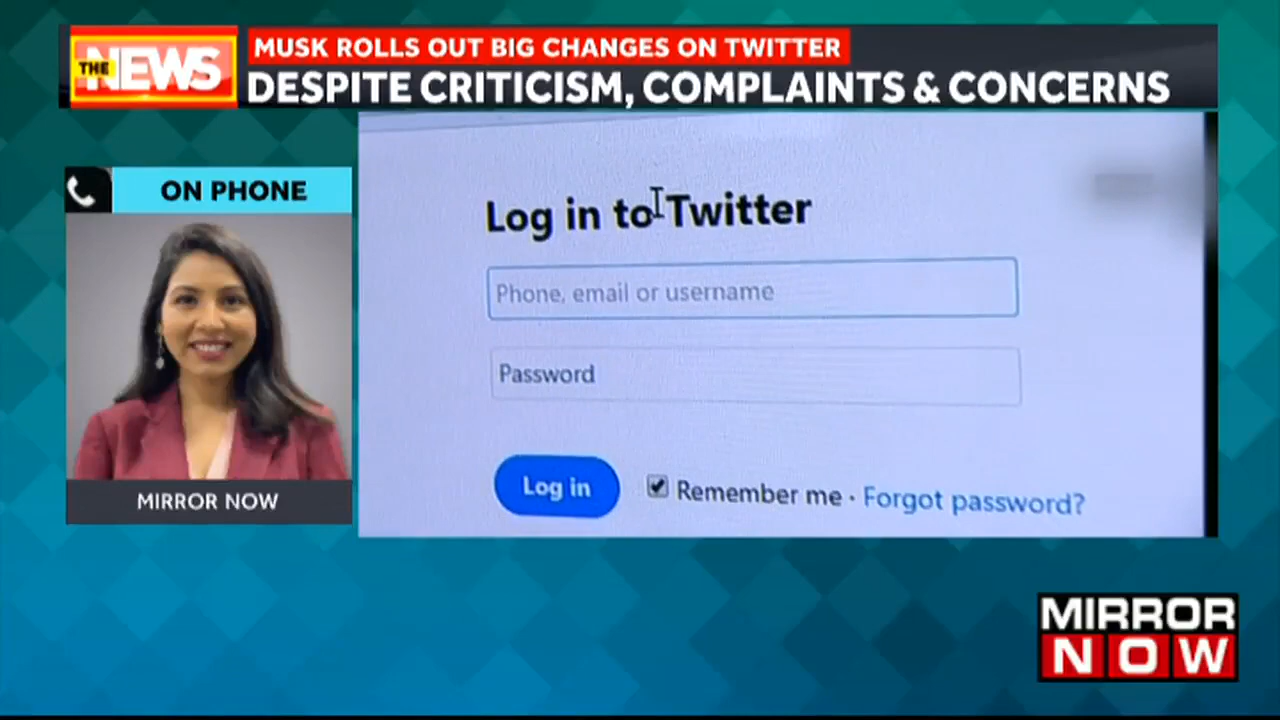 THE NEWS
MUSK ROLLS OUT BIG CHANGES ON TWITTER
DESPITE CRITICISM, COMPLAINTS & CONCERNS
ON PHONE
MIRROR NOW
Log in to Twitter
Phone, email or username
Password
Log in
Remember me · Forgot password?
MIRROR
NOW